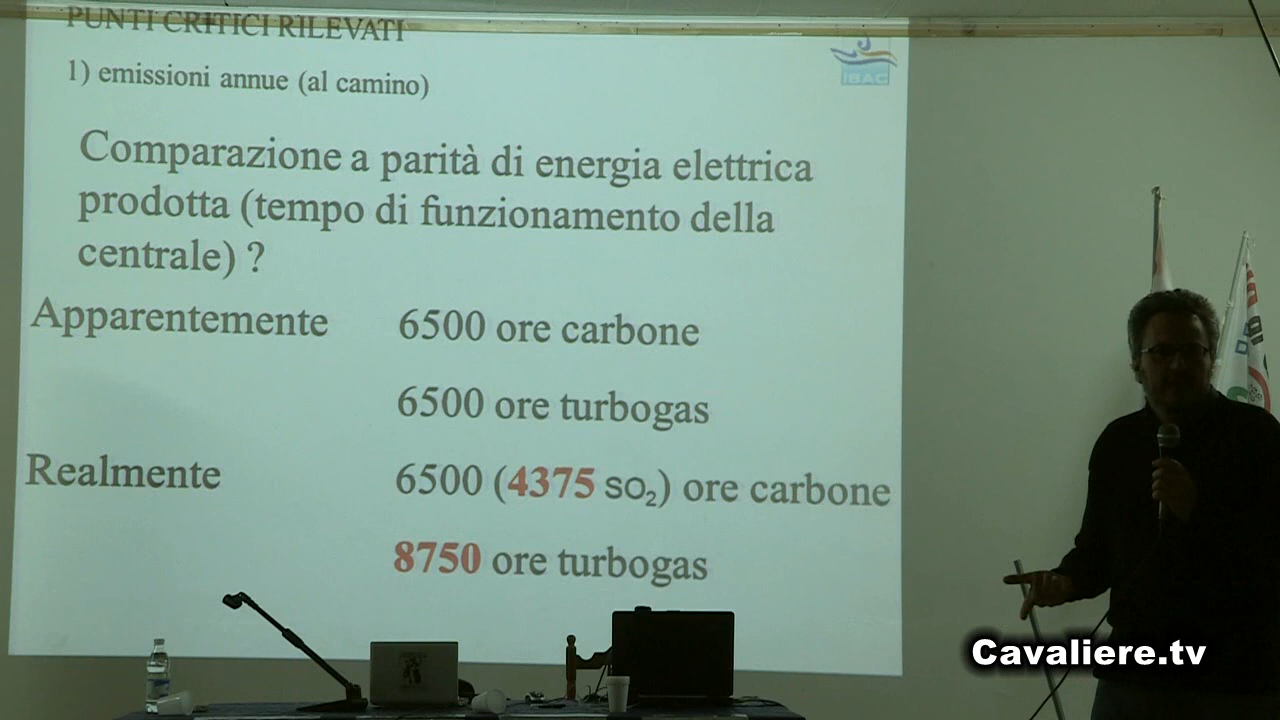 PUNTI CRITICI RILEVATI
1) emissioni annue (al camino)
IBAC
Comparazione a parità di energia elettrica
prodotta (tempo di funzionamento della
centrale) ?
Apparentemente 6500 ore carbone
6500 ore turbogas
Realmente 6500 (4375 SO₂) ore carbone
8750 ore turbogas
Cavaliere.tv